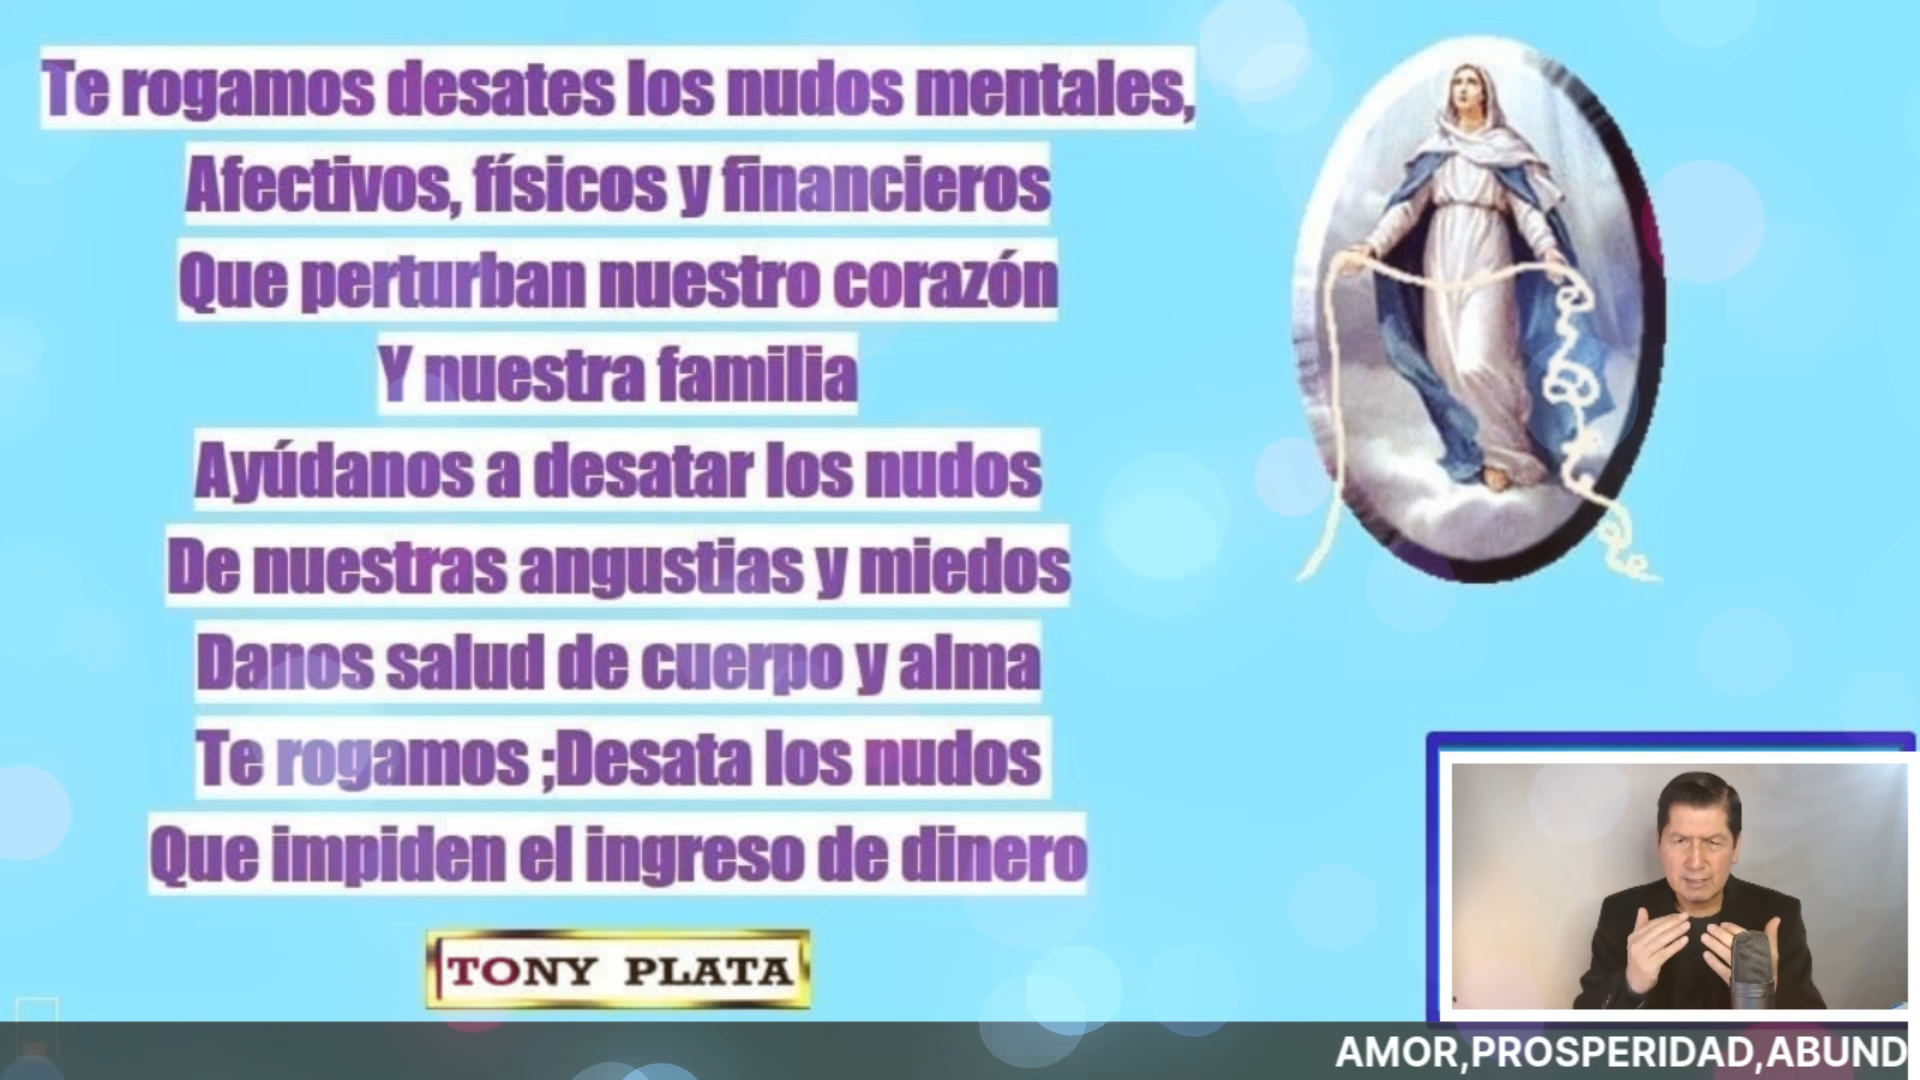 Te rogamos desates los nudos mentales,
Afectivos, físicos y financieros
Que perturban nuestro corazón
Y nuestra familia
Ayúdanos a desatar los nudos
De nuestras angustias y miedos
Danos salud de cuerpo y alma
Te rogamos ;Desata los nudos
Que impiden el ingreso de dinero
TONY PLATA
AMOR,PROSPERIDAD,ABUND